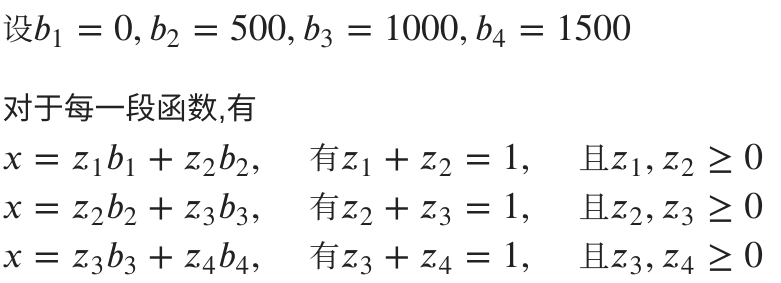 设b₁ = 0, b₂ = 500, b₃ = 1000, b₄ = 1500
对于每一段函数,有
x = z₁b₁ + z₂b₂, 有z₁ + z₂ = 1, 且z₁, z₂ ≥ 0
x = z₂b₂ + z₃b₃, 有z₂ + z₃ = 1, 且z₂, z₃ ≥ 0
x = z₃b₃ + z₄b₄, 有z₃ + z₄ = 1, 且z₃, z₄ ≥ 0